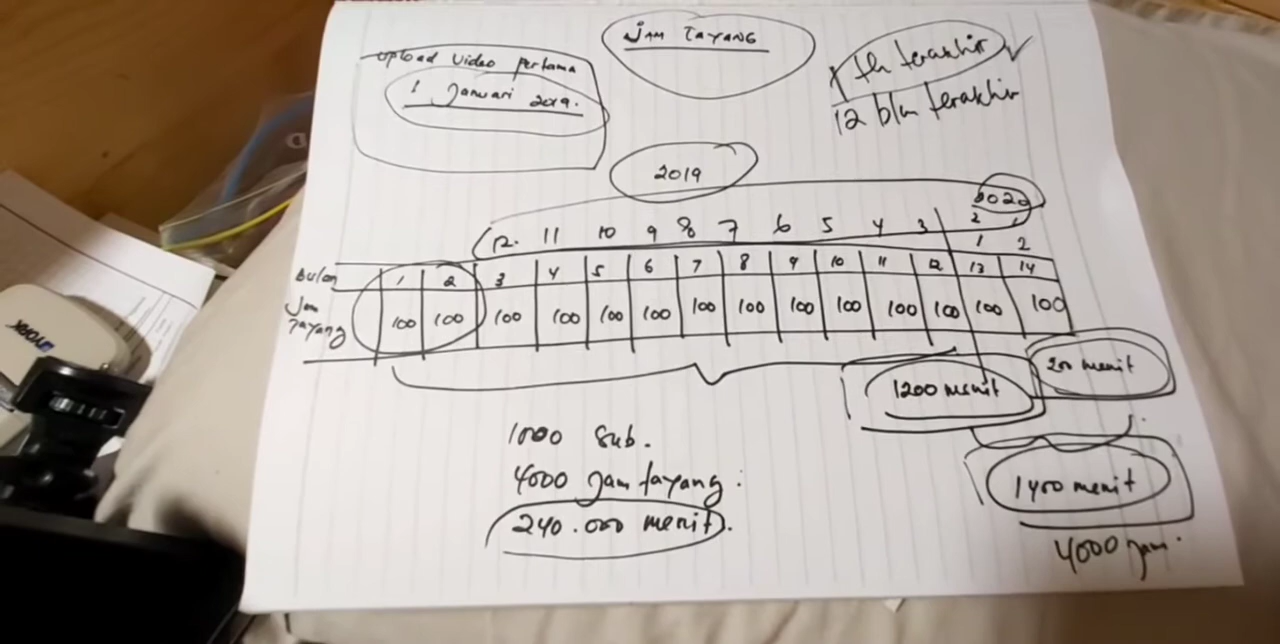 JAM TAYANG
Upload Video Pertama
1 Januari 2019.
1 th terakhir
12 bln terakhir
2019
2020
12. 11 10 9 8 7 6 5 4 3 2 1
1 2
Bulan 1 2 3 4 5 6 7 8 9 10 11 12 13 14
Jam
Tayang 100 100 100 100 100 100 100 100 100 100 100 100 100 100
1200 menit
200 menit
1000 Sub.
4000 Jam tayang.
240.000 menit.
1400 menit
4000 jam.